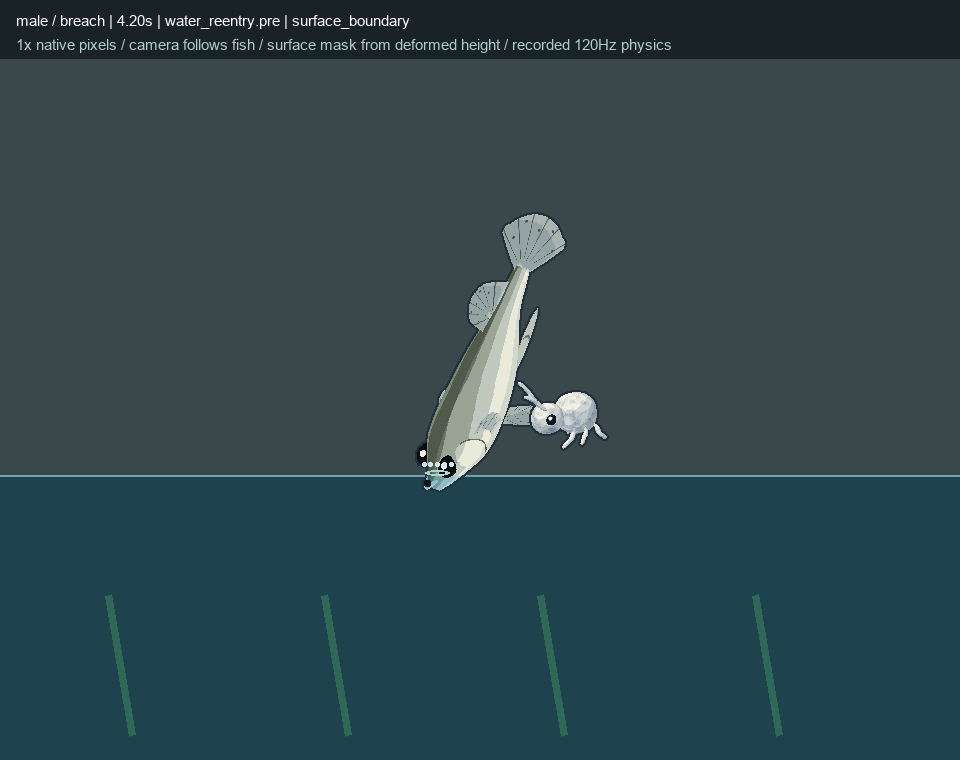 male / breach | 4.20s | water_reentry.pre | surface_boundary
1x native pixels / camera follows fish / surface mask from deformed height / recorded 120Hz physics